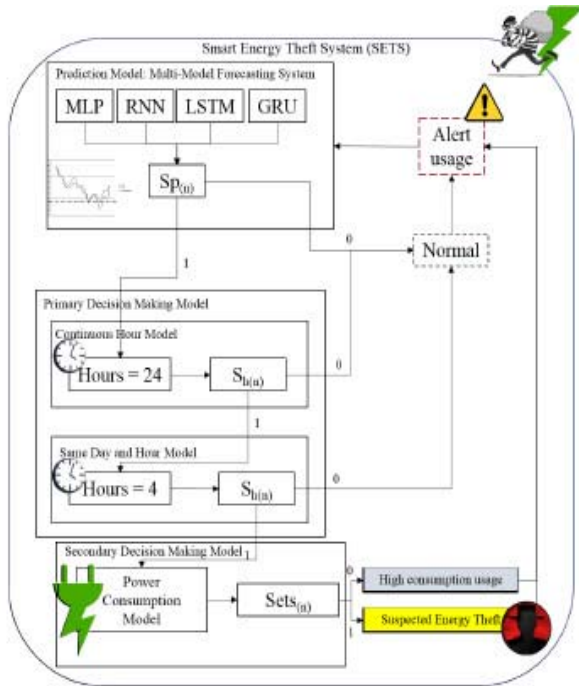 Smart Energy Theft System (SETS)
Prediction Model: Multi-Model Forecasting System
MLP
RNN
LSTM
GRU
Alert
usage
Sp(n)
0
Normal
1
Primary Decision Making Model
Continuous Hour Model
Hours = 24
Sh(n)
0
1
Same Day and Hour Model
Hours = 4
Sh(n)
0
1
Secondary Decision Making Model
Power
Consumption
Model
Sets(n)
0
High consumption usage
1
Suspected Energy Theft